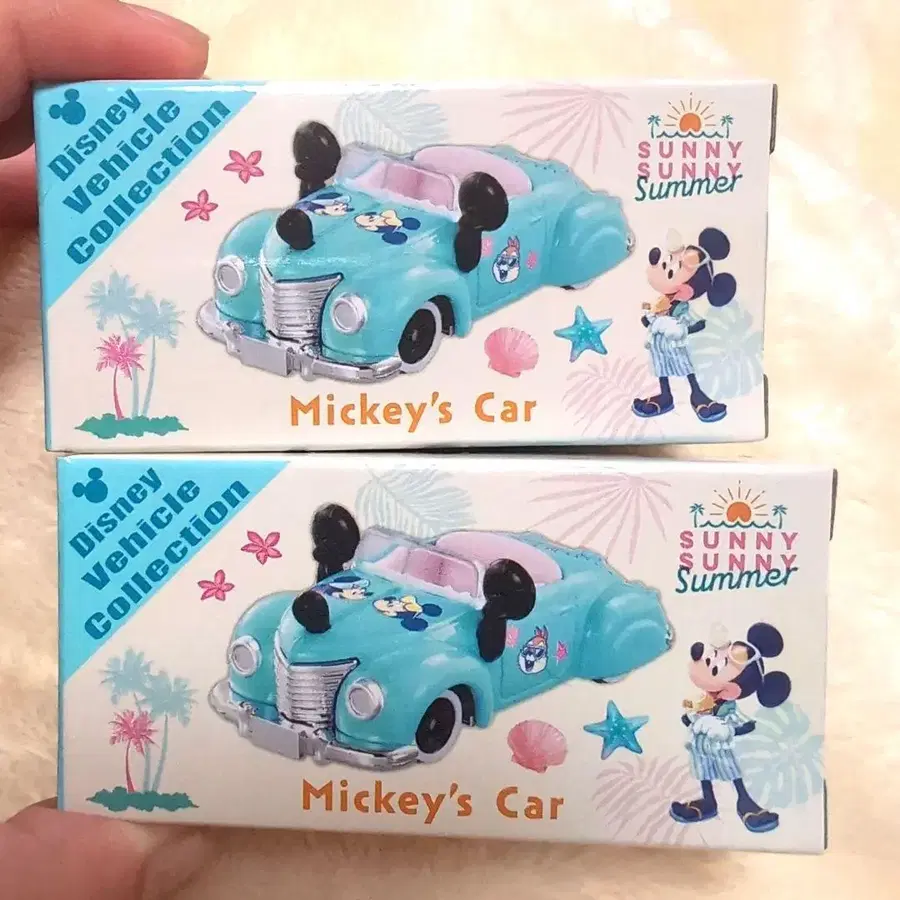 Disney
Vehicle
Collection
SUNNY
SUNNY
Summer
Mickey's Car
Disney
Vehicle
Collection
SUNNY
SUNNY
Summer
Mickey's Car